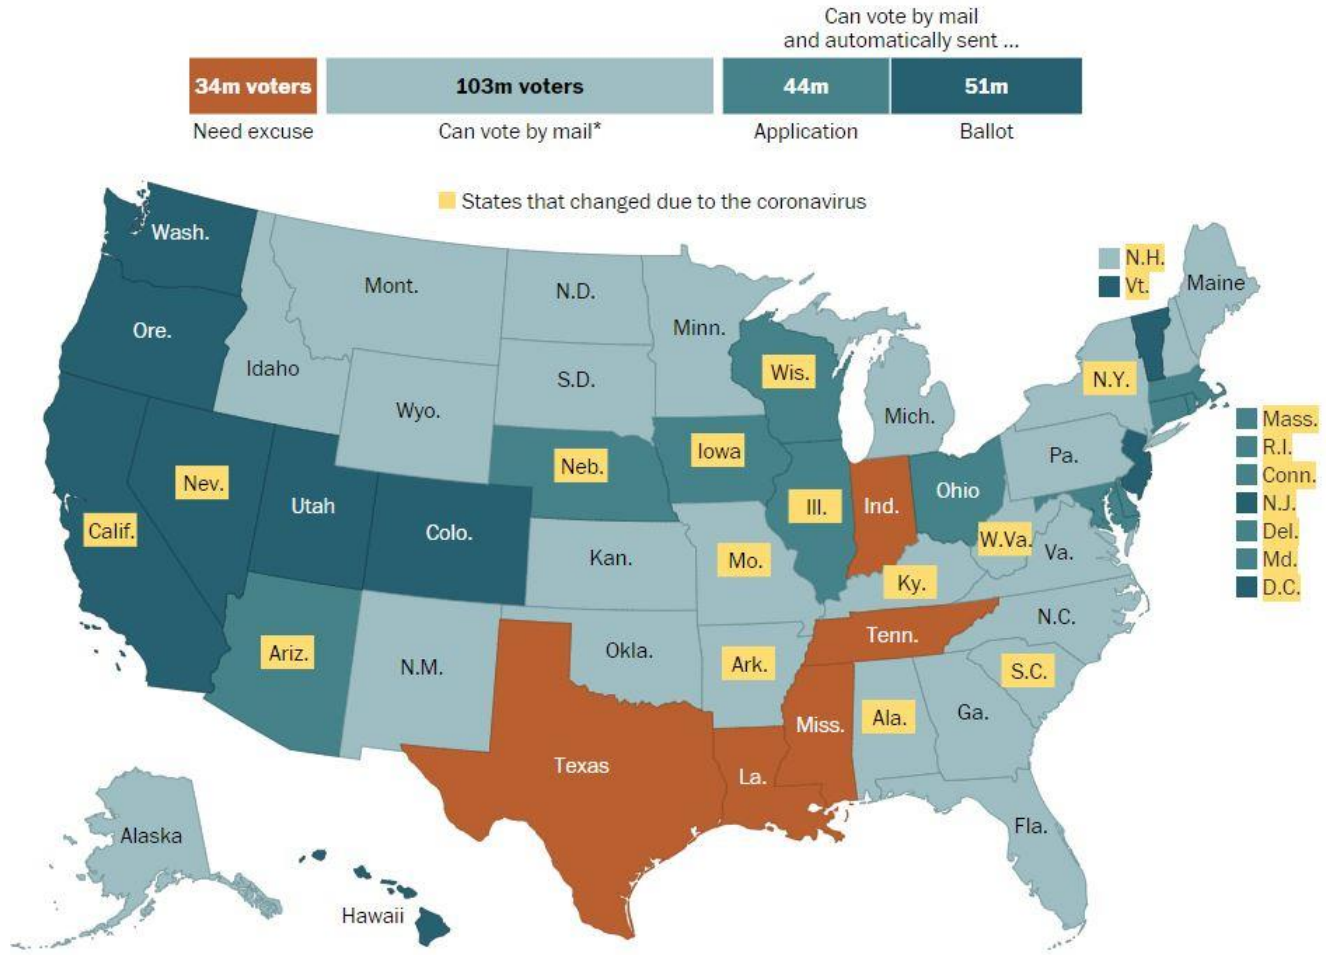 Can vote by mail
and automatically sent ...
34m voters
103m voters
44m
51m
Need excuse
Can vote by mail*
Application
Ballot
States that changed due to the coronavirus
Wash.
Ore.
Calif.
Nev.
Idaho
Mont.
Wyo.
Utah
Colo.
Ariz.
N.M.
N.D.
S.D.
Neb.
Kan.
Okla.
Texas
Minn.
Iowa
Mo.
Ark.
La.
Wis.
Ill.
Mich.
Ind.
Ohio
Ky.
Tenn.
Miss.
Ala.
Ga.
Fla.
S.C.
N.C.
Va.
W.Va.
Pa.
N.Y.
Maine
N.H.
Vt.
Mass.
R.I.
Conn.
N.J.
Del.
Md.
D.C.
Alaska
Hawaii